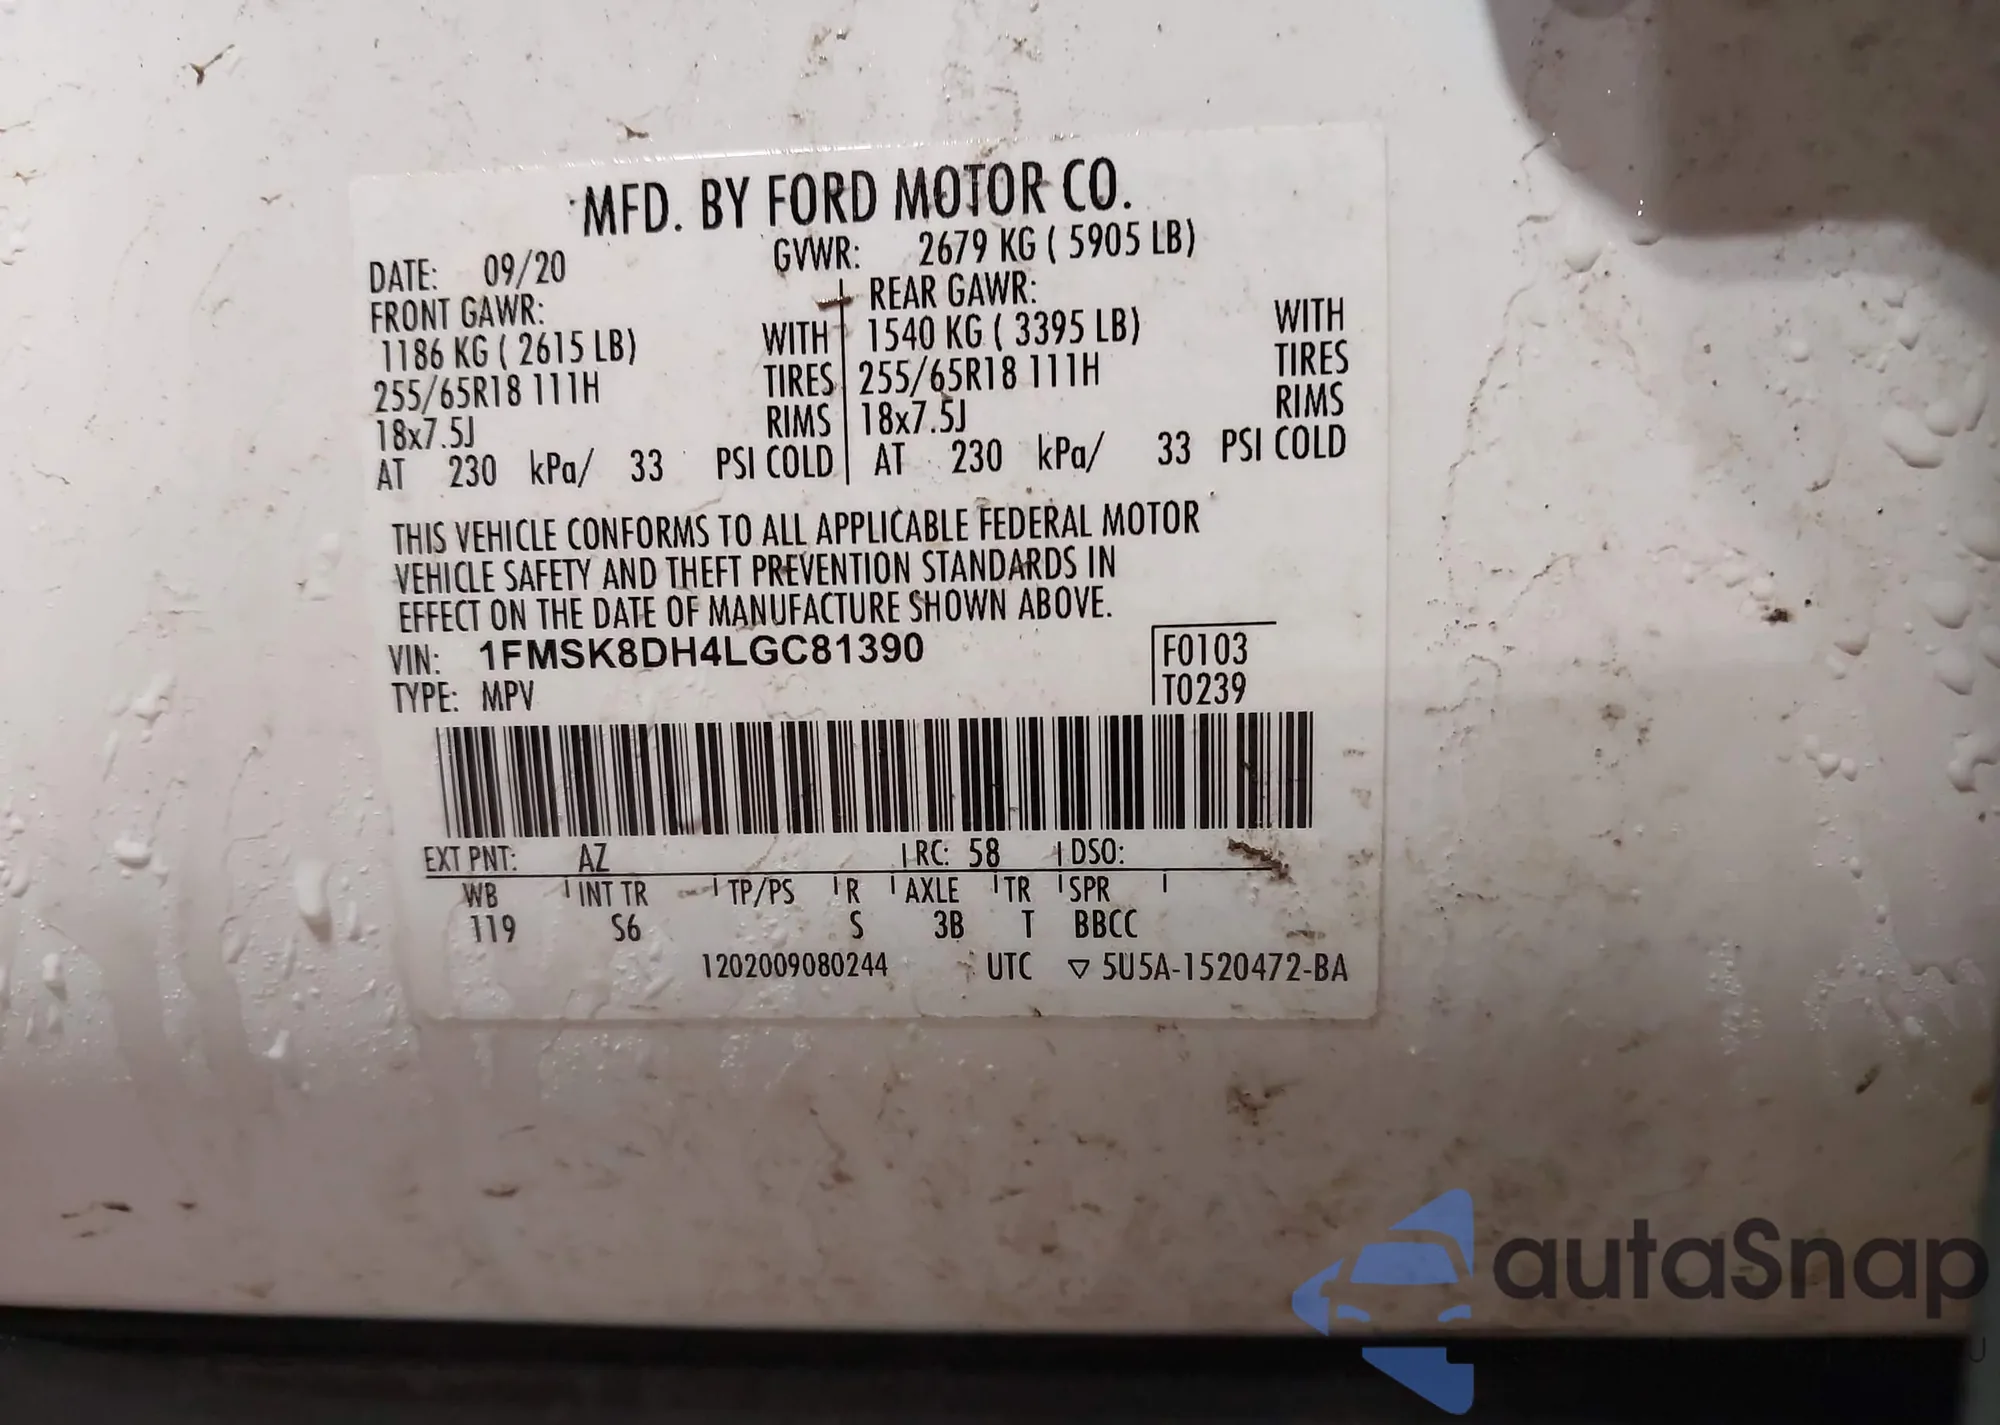 MFD. BY FORD MOTOR CO.
DATE: 09/20 GVWR: 2679 KG ( 5905 LB)
FRONT GAWR: REAR GAWR:
1186 KG ( 2615 LB) WITH 1540 KG ( 3395 LB) WITH
255/65R18 111H TIRES 255/65R18 111H TIRES
18x7.5J RIMS 18x7.5J RIMS
AT 230 kPa/ 33 PSI COLD AT 230 kPa/ 33 PSI COLD
THIS VEHICLE CONFORMS TO ALL APPLICABLE FEDERAL MOTOR
VEHICLE SAFETY AND THEFT PREVENTION STANDARDS IN
EFFECT ON THE DATE OF MANUFACTURE SHOWN ABOVE.
VIN: 1FMSK8DH4LGC81390 F0103
TYPE: MPV T0239
EXT PNT: AZ RC: 58 DSO:
WB INT TR TP/PS R AXLE TR SPR
119 S6 S 3B T BBCC
1202009080244 UTC ▽ 5U5A-1520472-BA
autaSnap